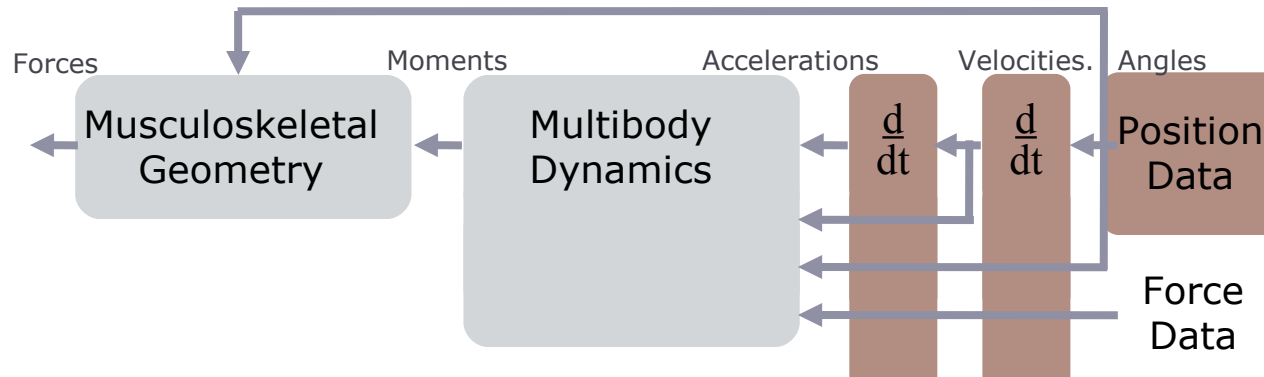 Forces
Moments
Accelerations
Velocities.
Angles
Musculoskeletal
Geometry
Multibody
Dynamics
d
dt
d
dt
Position
Data
Force
Data